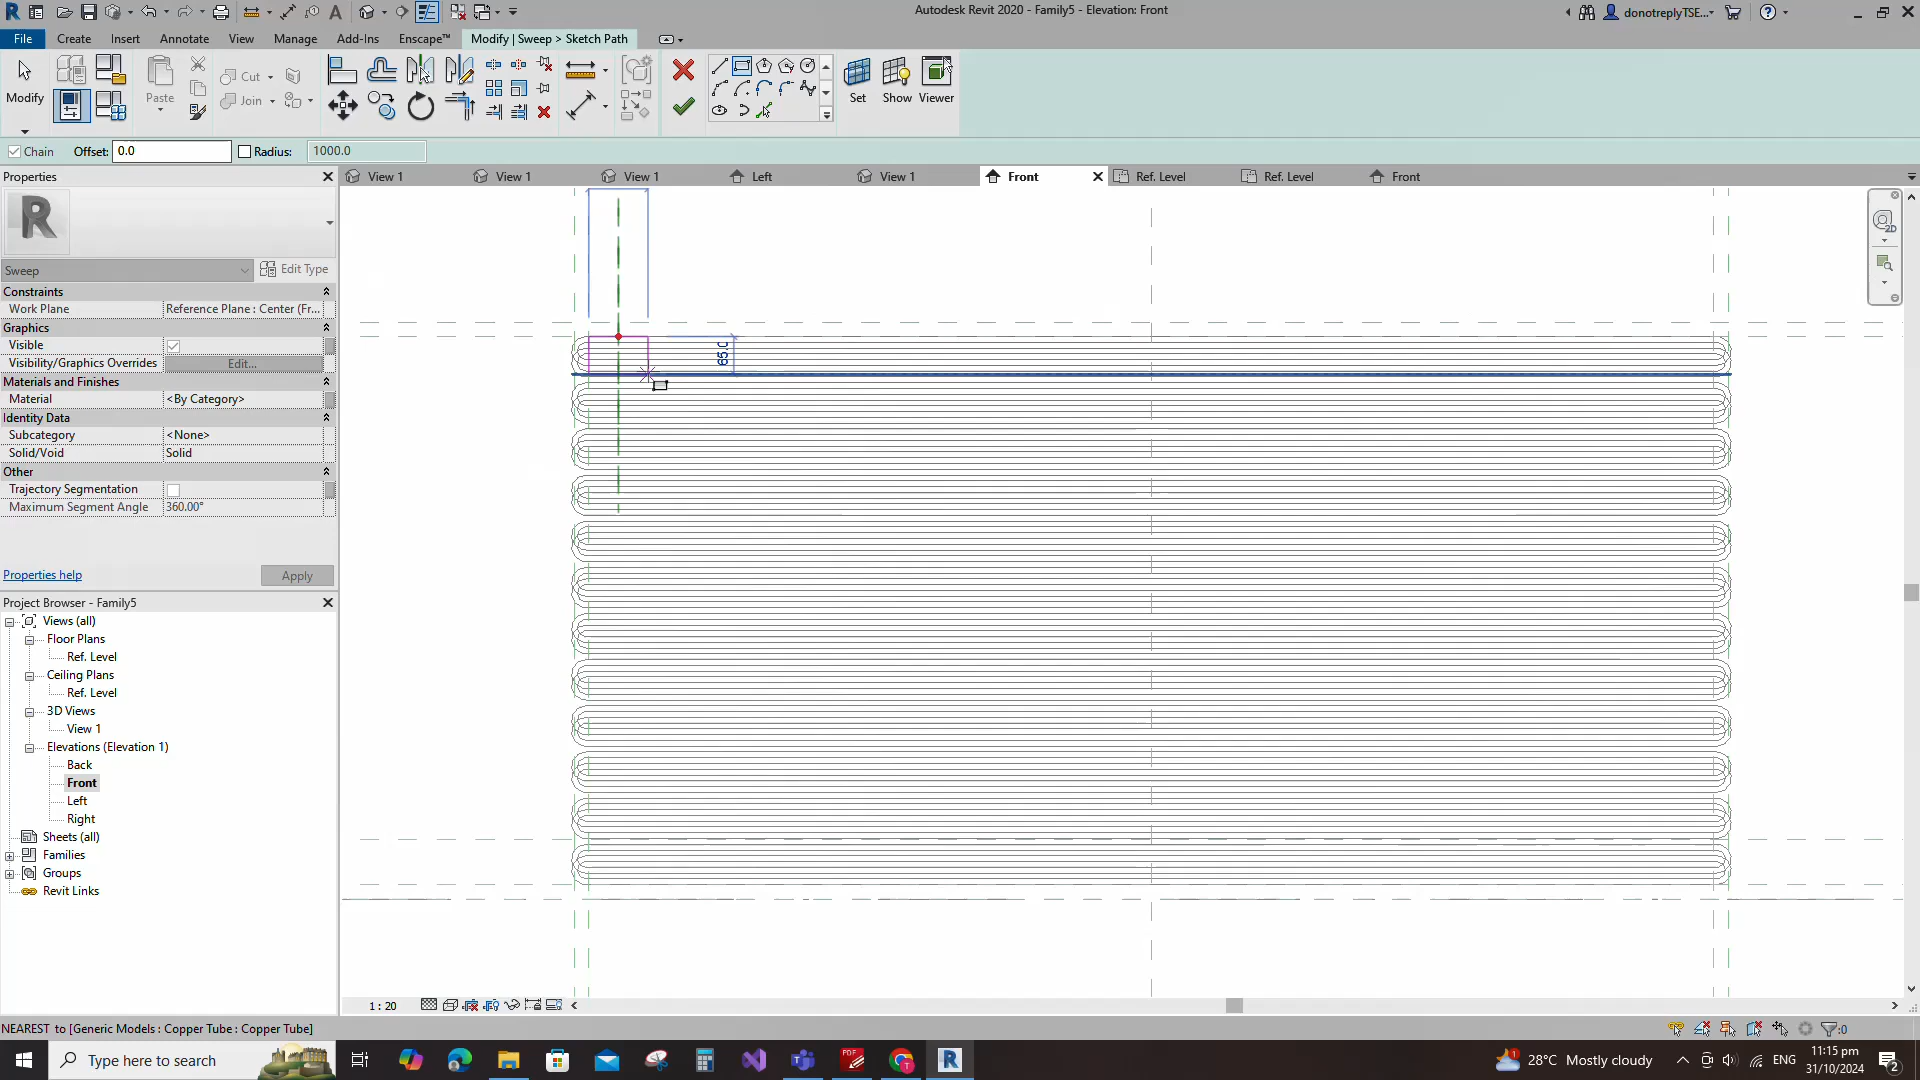 Autodesk Revit 2020 - Family5 - Elevation: Front
donotreplyTSE...
File Create Insert Annotate View Manage Add-Ins Enscape™ Modify | Sweep > Sketch Path
Modify
Paste
Cut
Join
Set
Show
Viewer
Chain Offset: 0.0 Radius: 1000.0
Properties
View 1 View 1 View 1 Left View 1 Front Ref. Level Ref. Level Front
Sweep
Edit Type
Constraints
Work Plane Reference Plane : Center (Fr...
Graphics
Visible
Visibility/Graphics Overrides Edit...
Materials and Finishes
Material <By Category>
Identity Data
Subcategory <None>
Solid/Void Solid
Other
Trajectory Segmentation
Maximum Segment Angle 360.00°
Properties help
Apply
65.0
2D
Project Browser - Family5
Views (all)
Floor Plans
Ref. Level
Ceiling Plans
Ref. Level
3D Views
View 1
Elevations (Elevation 1)
Back
Front
Left
Right
Sheets (all)
Families
Groups
Revit Links
1 : 20
NEAREST to [Generic Models : Copper Tube : Copper Tube]
:0
Type here to search
28°C Mostly cloudy
ENG
11:15 pm
31/10/2024
2